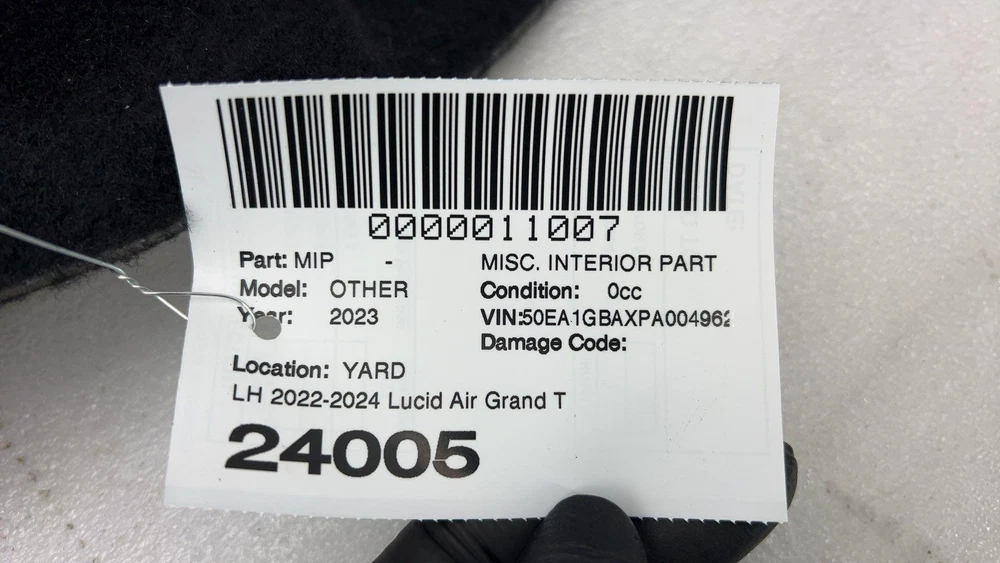 0000011007
Part: MIP - MISC. INTERIOR PART
Model: OTHER Condition: 0cc
Year: 2023 VIN:50EA1GBAXPA004962
Damage Code:
Location: YARD
LH 2022-2024 Lucid Air Grand T
24005